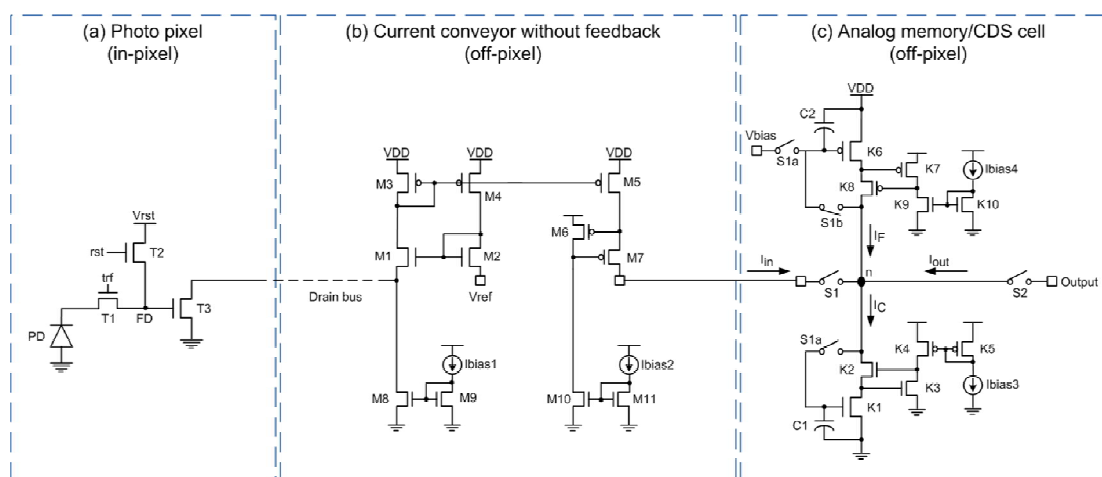 (a) Photo pixel
(in-pixel)
(b) Current conveyor without feedback
(off-pixel)
(c) Analog memory/CDS cell
(off-pixel)
Vrst
rst
T2
trf
T1
FD
T3
PD
Drain bus
VDD
VDD
VDD
M3
M4
M5
M6
M1
M2
M7
Vref
Ibias1
Ibias2
M8
M9
M10
M11
VDD
C2
Vbias
S1a
K6
K7
Ibias4
K8
K9
K10
S1b
IF
Iin
n
Iout
S1
S2
Output
IC
S1a
K4
K5
K2
K3
Ibias3
K1
C1